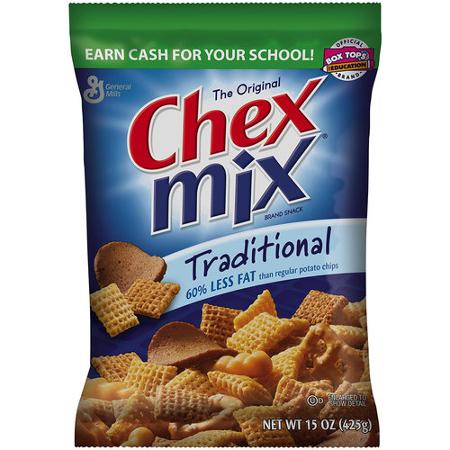 EARN CASH FOR YOUR SCHOOL!
OFFICIAL
BOX TOPS
for EDUCATION
BRAND
General
Mills
The Original
Chex
mix®
BRAND SNACK
Traditional
60% LESS FAT than regular potato chips
U D
ENLARGED TO
SHOW DETAIL
NET WT 15 OZ (425g)